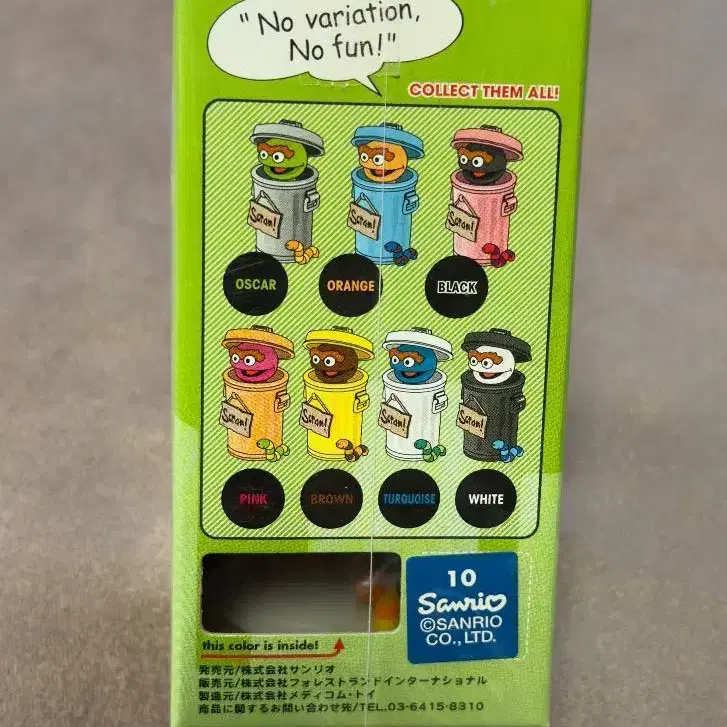 "No variation,
No fun!"
COLLECT THEM ALL!
Scram!
Scram!
Scram!
OSCAR
ORANGE
BLACK
Scram!
Scram!
Scram!
Scram!
PINK
BROWN
TURQUOISE
WHITE
10
Sanrio
©SANRIO
CO., LTD.
this color is inside!
発売元/株式会社サンリオ
販売元/株式会社フォレストランドインターナショナル
製造元/株式会社メディコム・トイ
商品に関するお問い合わせ先/TEL.03-6415-8310